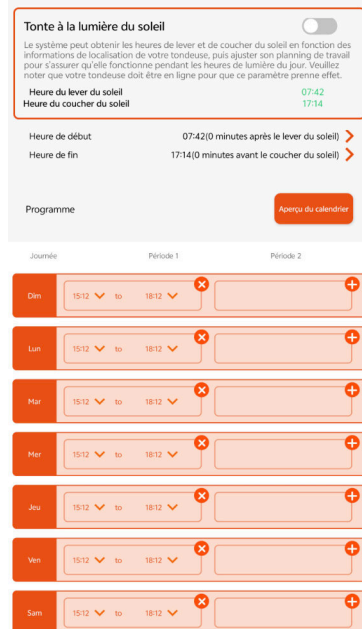 Tonte à la lumière du soleil
Le système peut obtenir les heures de lever et de coucher du soleil en fonction des
informations de localisation de votre tondeuse, puis ajuster son planning de travail
pour s'assurer qu'elle fonctionne pendant les heures de lumière du jour. Veuillez
noter que votre tondeuse doit être en ligne pour que ce paramètre prenne effet.
Heure du lever du soleil 07:42
Heure du coucher du soleil 17:14
Heure de début 07:42(0 minutes après le lever du soleil)
Heure de fin 17:14(0 minutes avant le coucher du soleil)
Programme Aperçu du calendrier
Journée Période 1 Période 2
Dim 15:12 to 18:12
Lun 15:12 to 18:12
Mar 15:12 to 18:12
Mer 15:12 to 18:12
Jeu 15:12 to 18:12
Ven 15:12 to 18:12
Sam 15:12 to 18:12